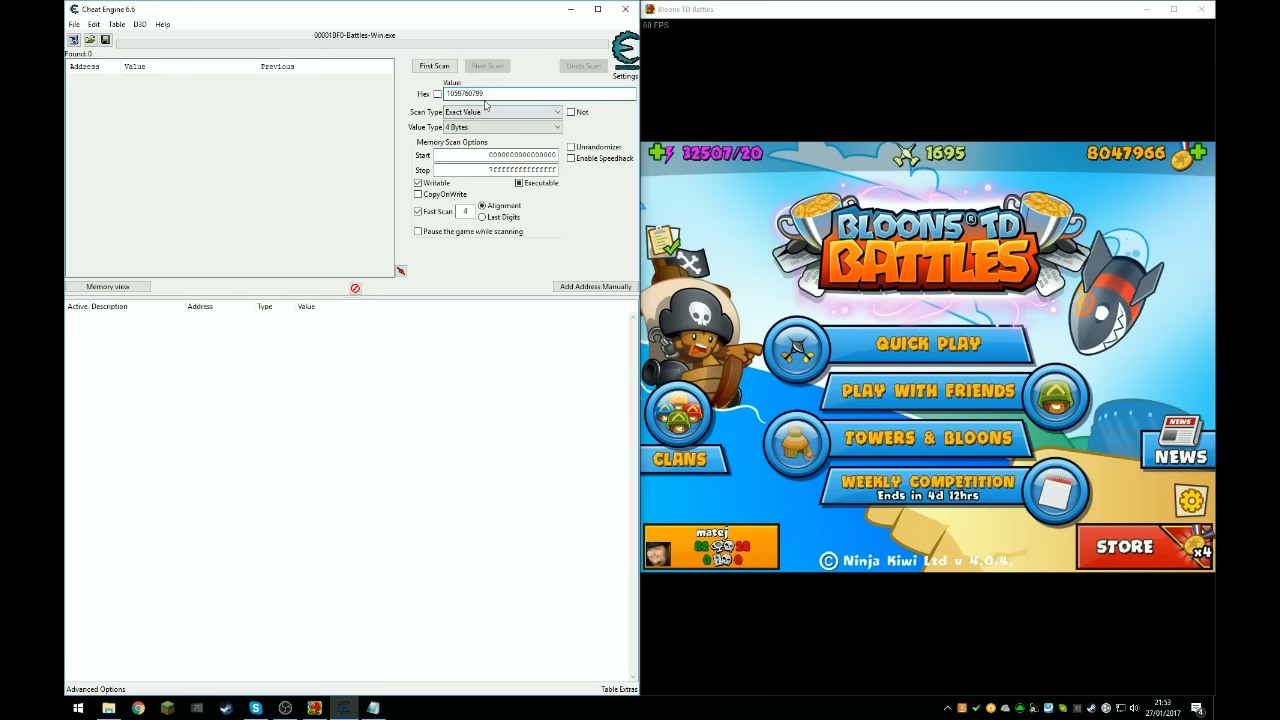 Cheat Engine 6.6
File Edit Table D3D Help
00001BF0-Battles-Win.exe
Found: 0
Address Value Previous
First Scan Next Scan Undo Scan
Settings
Value:
Hex 1059760799
Scan Type Exact Value Not
Value Type 4 Bytes
Memory Scan Options
Start 0000000000000000
Stop 7fffffffffffffff
Unrandomizer
Enable Speedhack
Writable Executable
CopyOnWrite
Fast Scan 4 Alignment
Last Digits
Pause the game while scanning
Memory view Add Address Manually
Active Description Address Type Value
Advanced Options Table Extras
Bloons TD Battles
60 FPS
32507/20 1695 8047966
BLOONS® TD
BATTLES
QUICK PLAY
PLAY WITH FRIENDS
TOWERS & BLOONS
WEEKLY COMPETITION
Ends in 4d 12hrs
CLANS
NEWS
NEWS
matej
0 0
© Ninja Kiwi Ltd v 4.0.4.
STORE
x4
21:53
27/01/2017
4